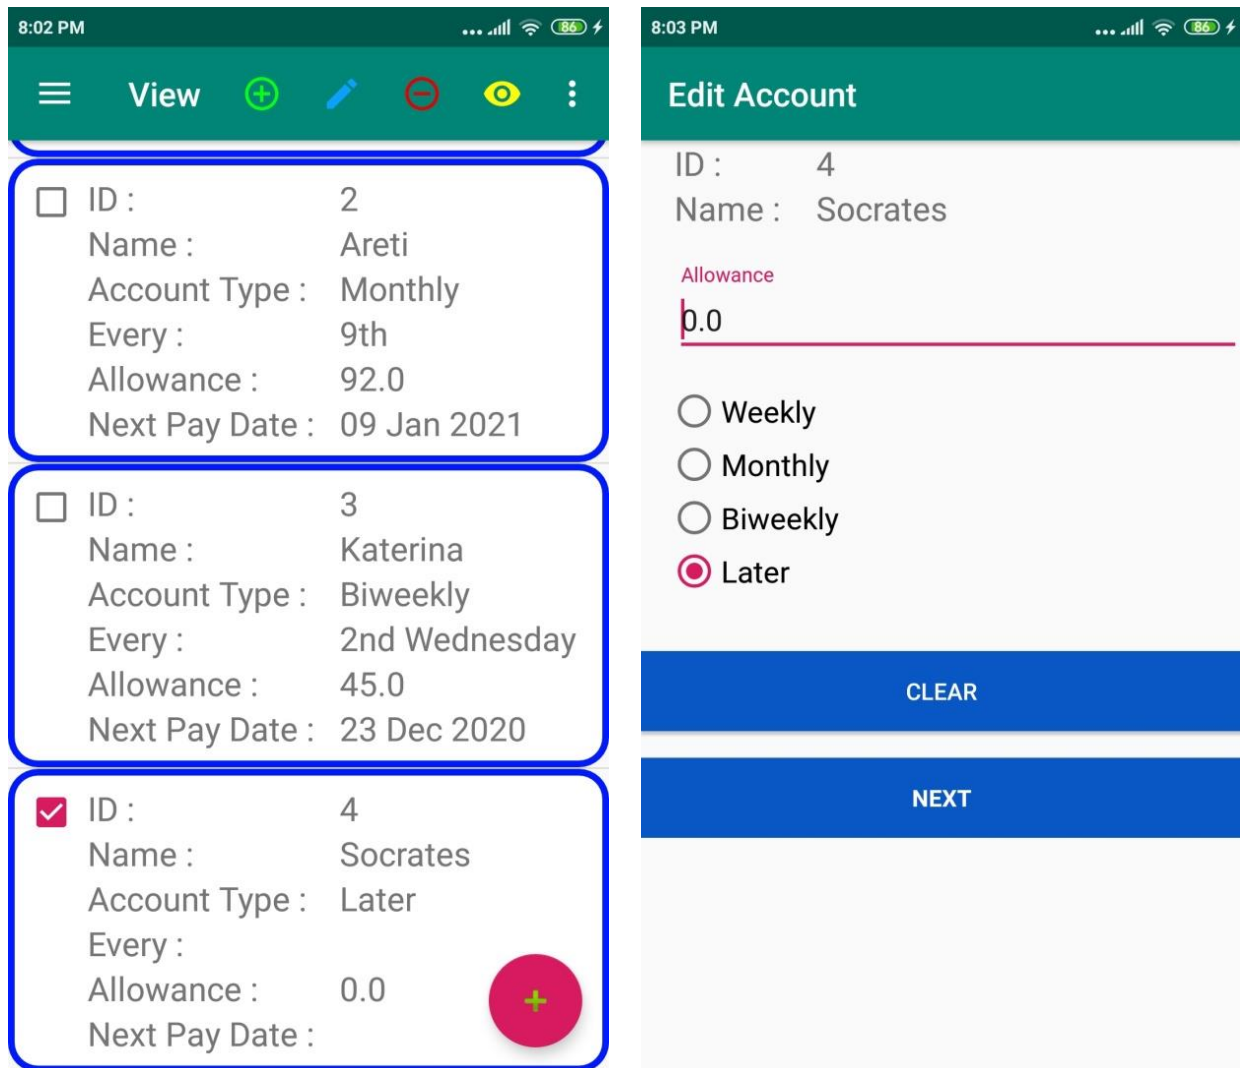 8:02 PM
86
View
ID : 2
Name : Areti
Account Type : Monthly
Every : 9th
Allowance : 92.0
Next Pay Date : 09 Jan 2021
ID : 3
Name : Katerina
Account Type : Biweekly
Every : 2nd Wednesday
Allowance : 45.0
Next Pay Date : 23 Dec 2020
ID : 4
Name : Socrates
Account Type : Later
Every :
Allowance : 0.0
Next Pay Date :
8:03 PM
86
Edit Account
ID : 4
Name : Socrates
Allowance
0.0
Weekly
Monthly
Biweekly
Later
CLEAR
NEXT